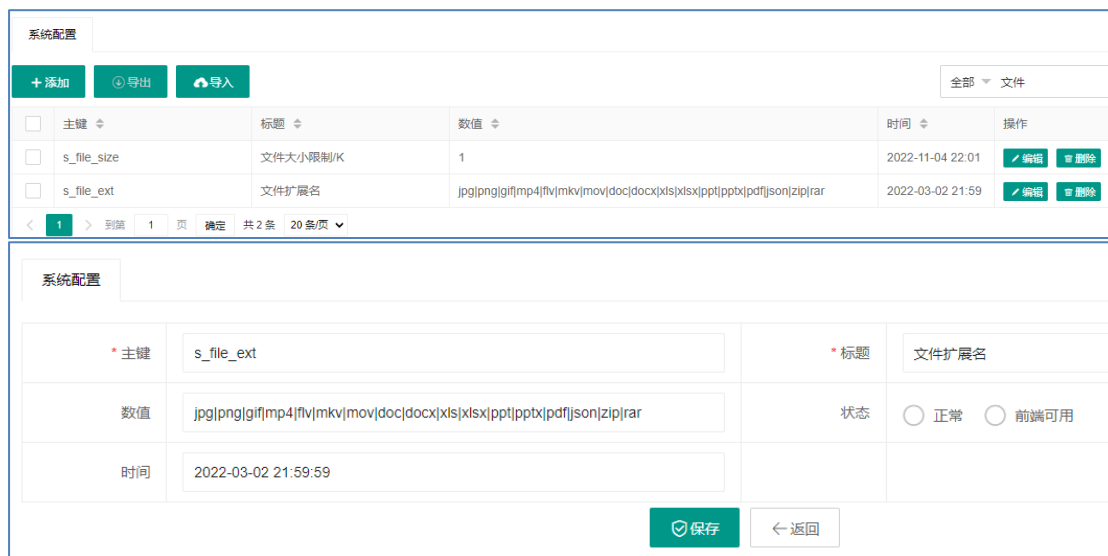 系统配置
添加 导出 导入 全部 文件
主键 标题 数值 时间 操作
s_file_size 文件大小限制/K 1 2022-11-04 22:01 编辑 删除
s_file_ext 文件扩展名 jpg|png|gif|mp4|flv|mkv|mov|doc|docx|xls|xlsx|ppt|pptx|pdf|json|zip|rar 2022-03-02 21:59 编辑 删除
1 到第 1 页 确定 共 2 条 20 条/页
系统配置
* 主键 s_file_ext * 标题 文件扩展名
数值 jpg|png|gif|mp4|flv|mkv|mov|doc|docx|xls|xlsx|ppt|pptx|pdf|json|zip|rar 状态 正常 前端可用
时间 2022-03-02 21:59:59
保存 返回